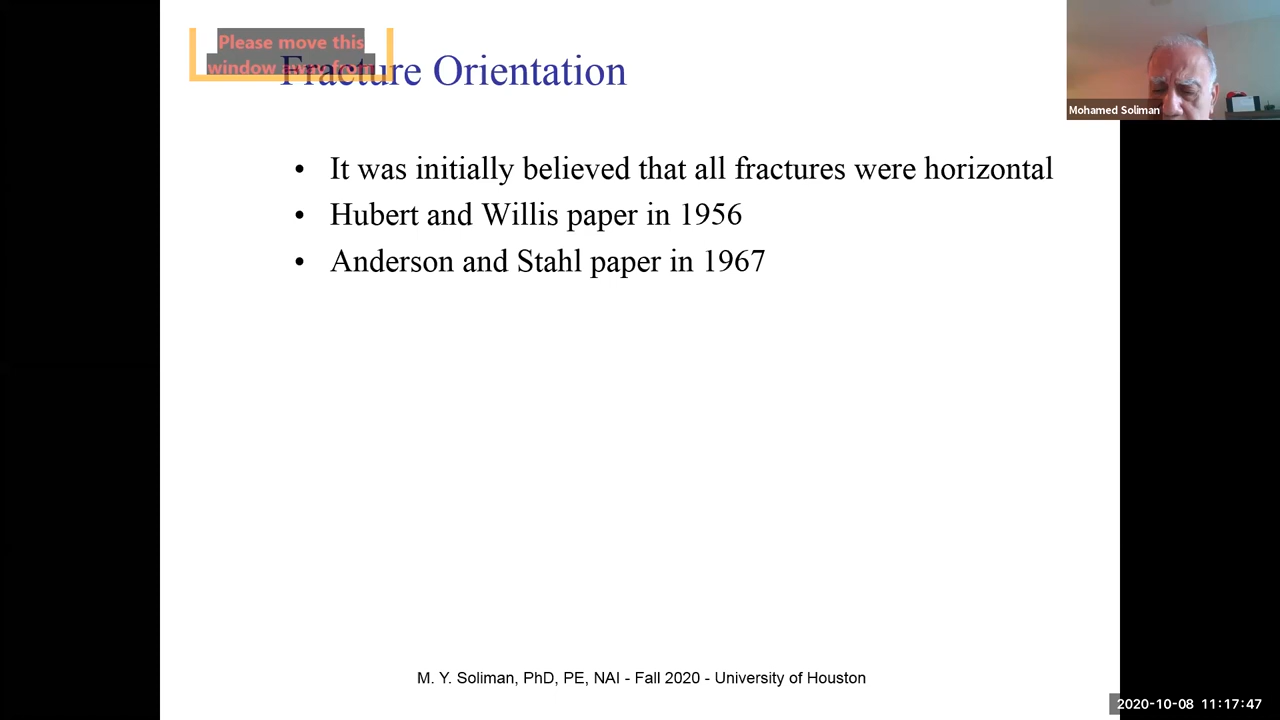 Please move this
window away from
Fracture Orientation
Mohamed Soliman
• It was initially believed that all fractures were horizontal
• Hubert and Willis paper in 1956
• Anderson and Stahl paper in 1967
M. Y. Soliman, PhD, PE, NAI - Fall 2020 - University of Houston
2020-10-08 11:17:47